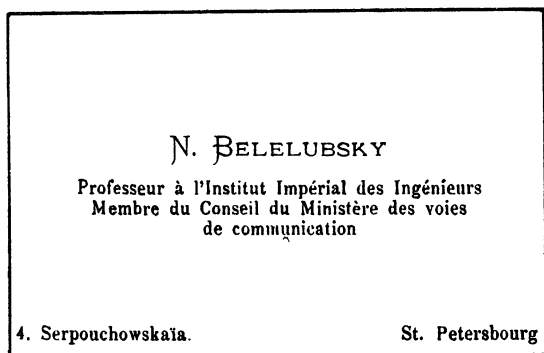 N. BELELUBSKY
Professeur à l'Institut Impérial des Ingénieurs
Membre du Conseil du Ministère des voies
de communication
4. Serpouchowskaïa. St. Petersbourg